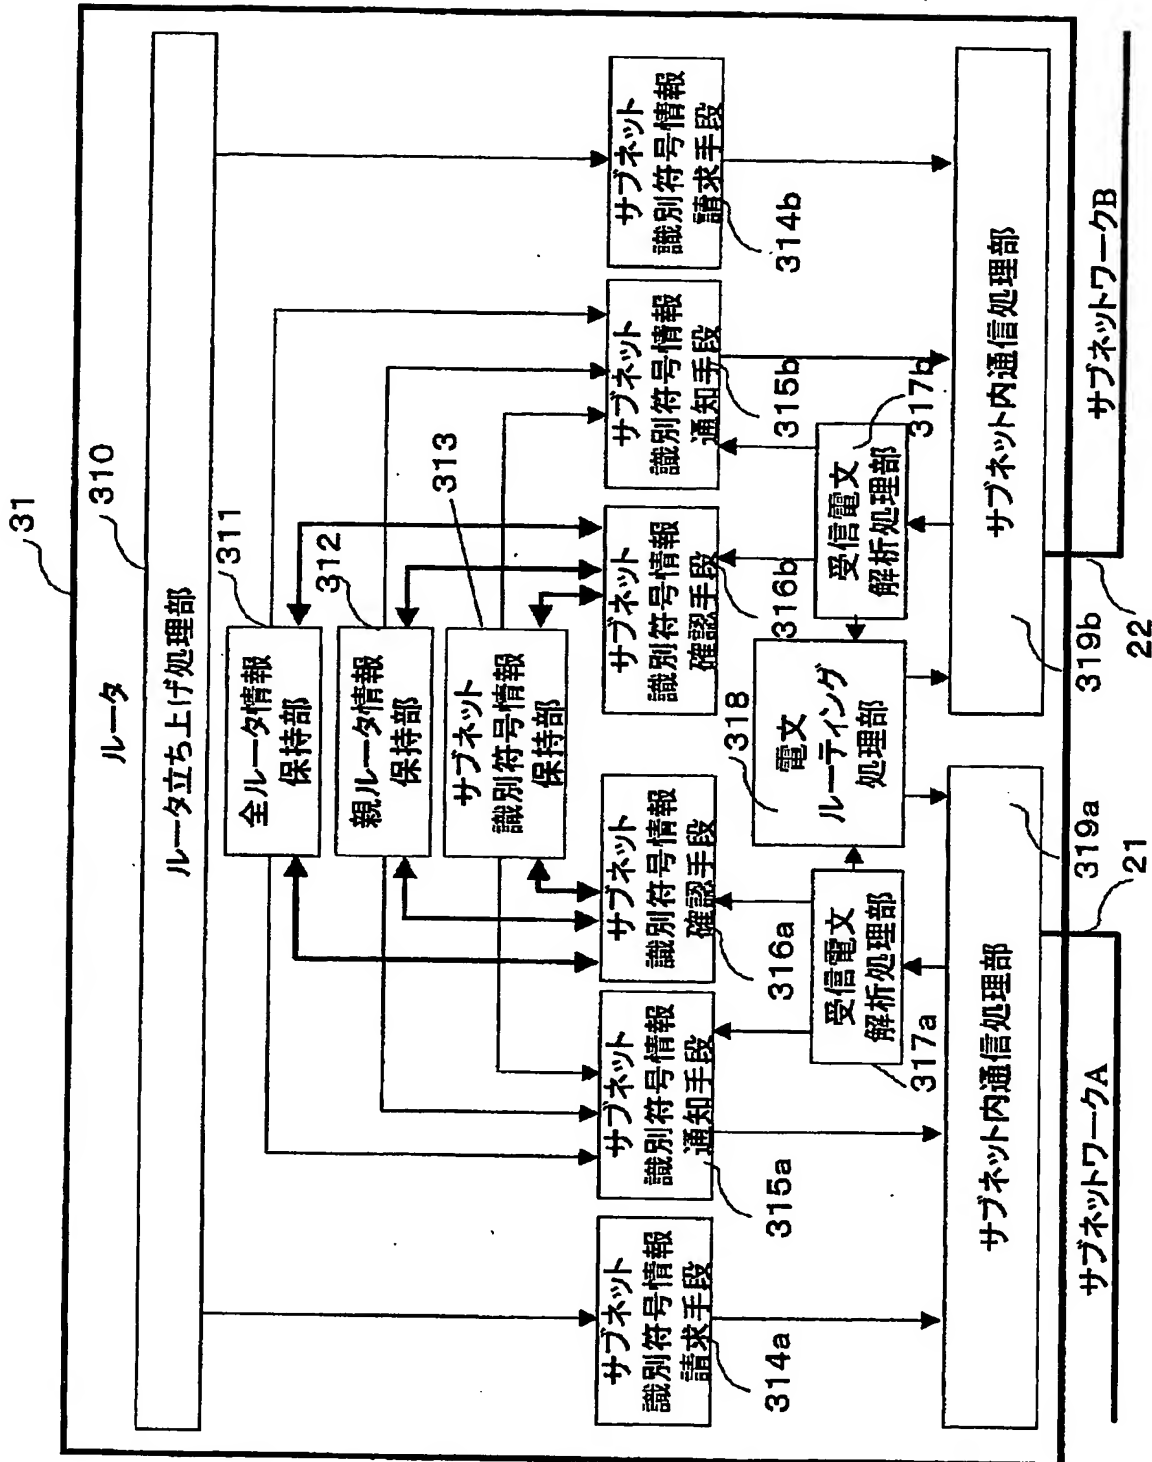 31
ルータ
310
ルータ立ち上げ処理部
311
全ルータ情報
保持部
312
親ルータ情報
保持部
313
サブネット
識別符号情報
保持部
サブネット
識別符号情報
請求手段
314a
サブネット
識別符号情報
通知手段
315a
サブネット
識別符号情報
確認手段
316a
サブネット
識別符号情報
確認手段
316b
サブネット
識別符号情報
通知手段
315b
サブネット
識別符号情報
請求手段
314b
受信電文
解析処理部
317a
318
電文
ルーティング
処理部
受信電文
解析処理部
317b
サブネット内通信処理部
319a
サブネット内通信処理部
319b
サブネットワークA
21
22
サブネットワークB